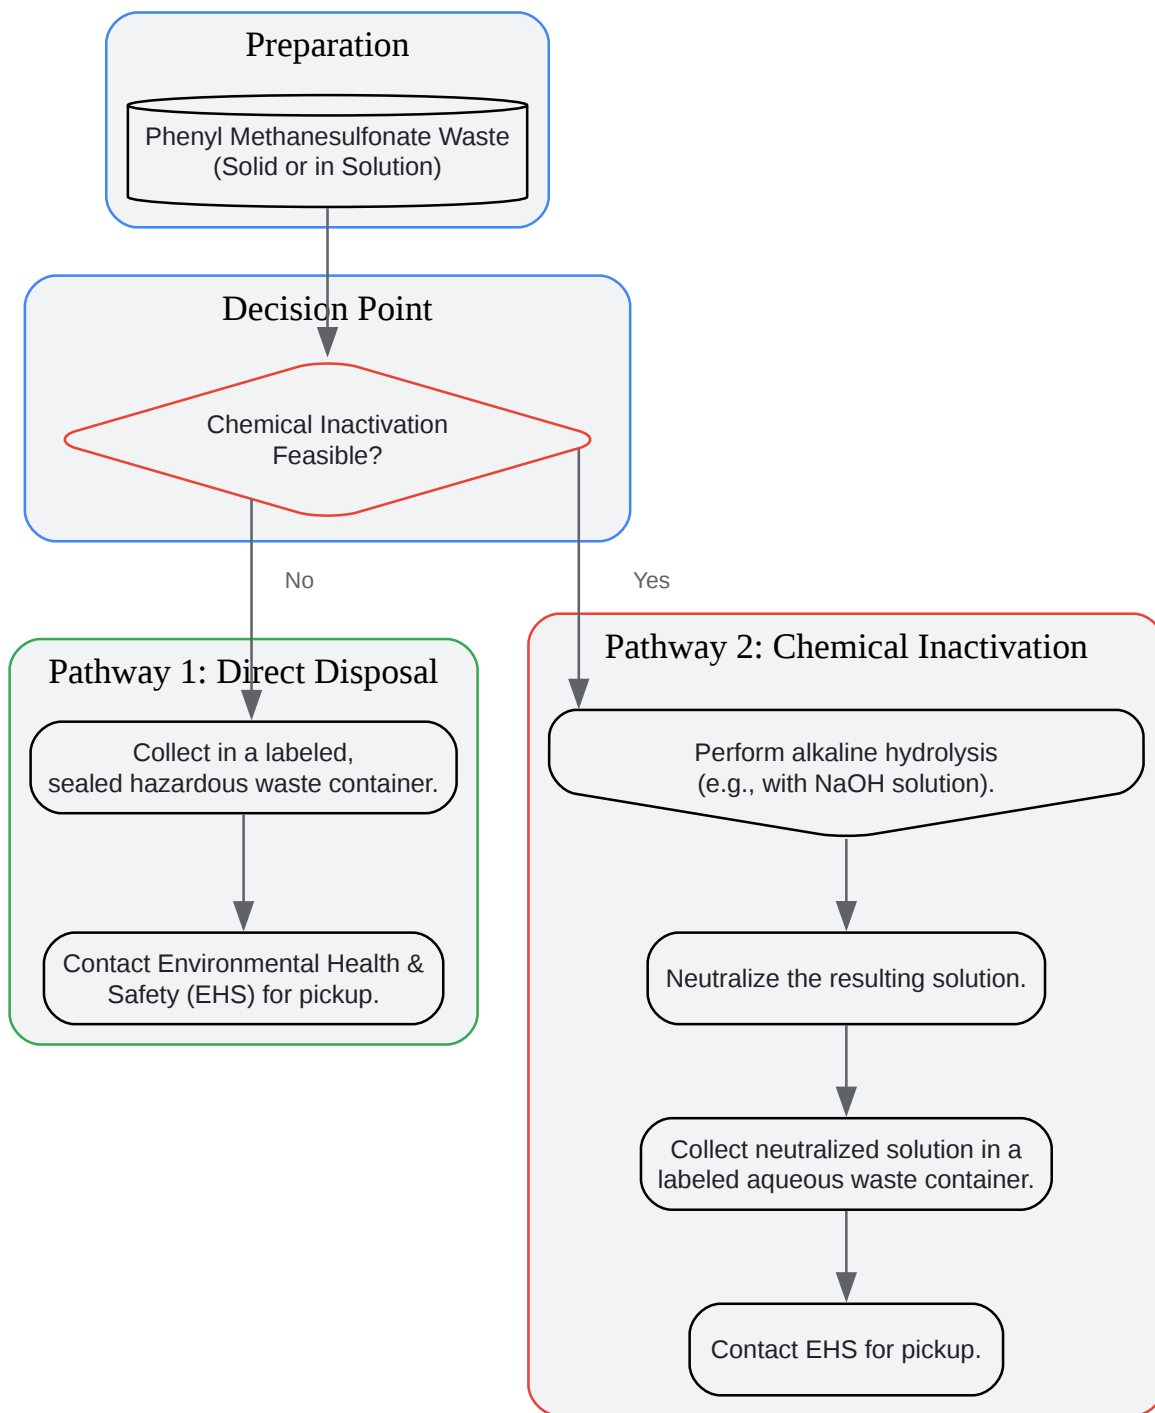 Preparation
Phenyl Methanesulfonate Waste
(Solid or in Solution)
Decision Point
Chemical Inactivation
Feasible?
No
Yes
Pathway 1: Direct Disposal
Collect in a labeled,
sealed hazardous waste container.
Contact Environmental Health &
Safety (EHS) for pickup.
Pathway 2: Chemical Inactivation
Perform alkaline hydrolysis
(e.g., with NaOH solution).
Neutralize the resulting solution.
Collect neutralized solution in a
labeled aqueous waste container.
Contact EHS for pickup.